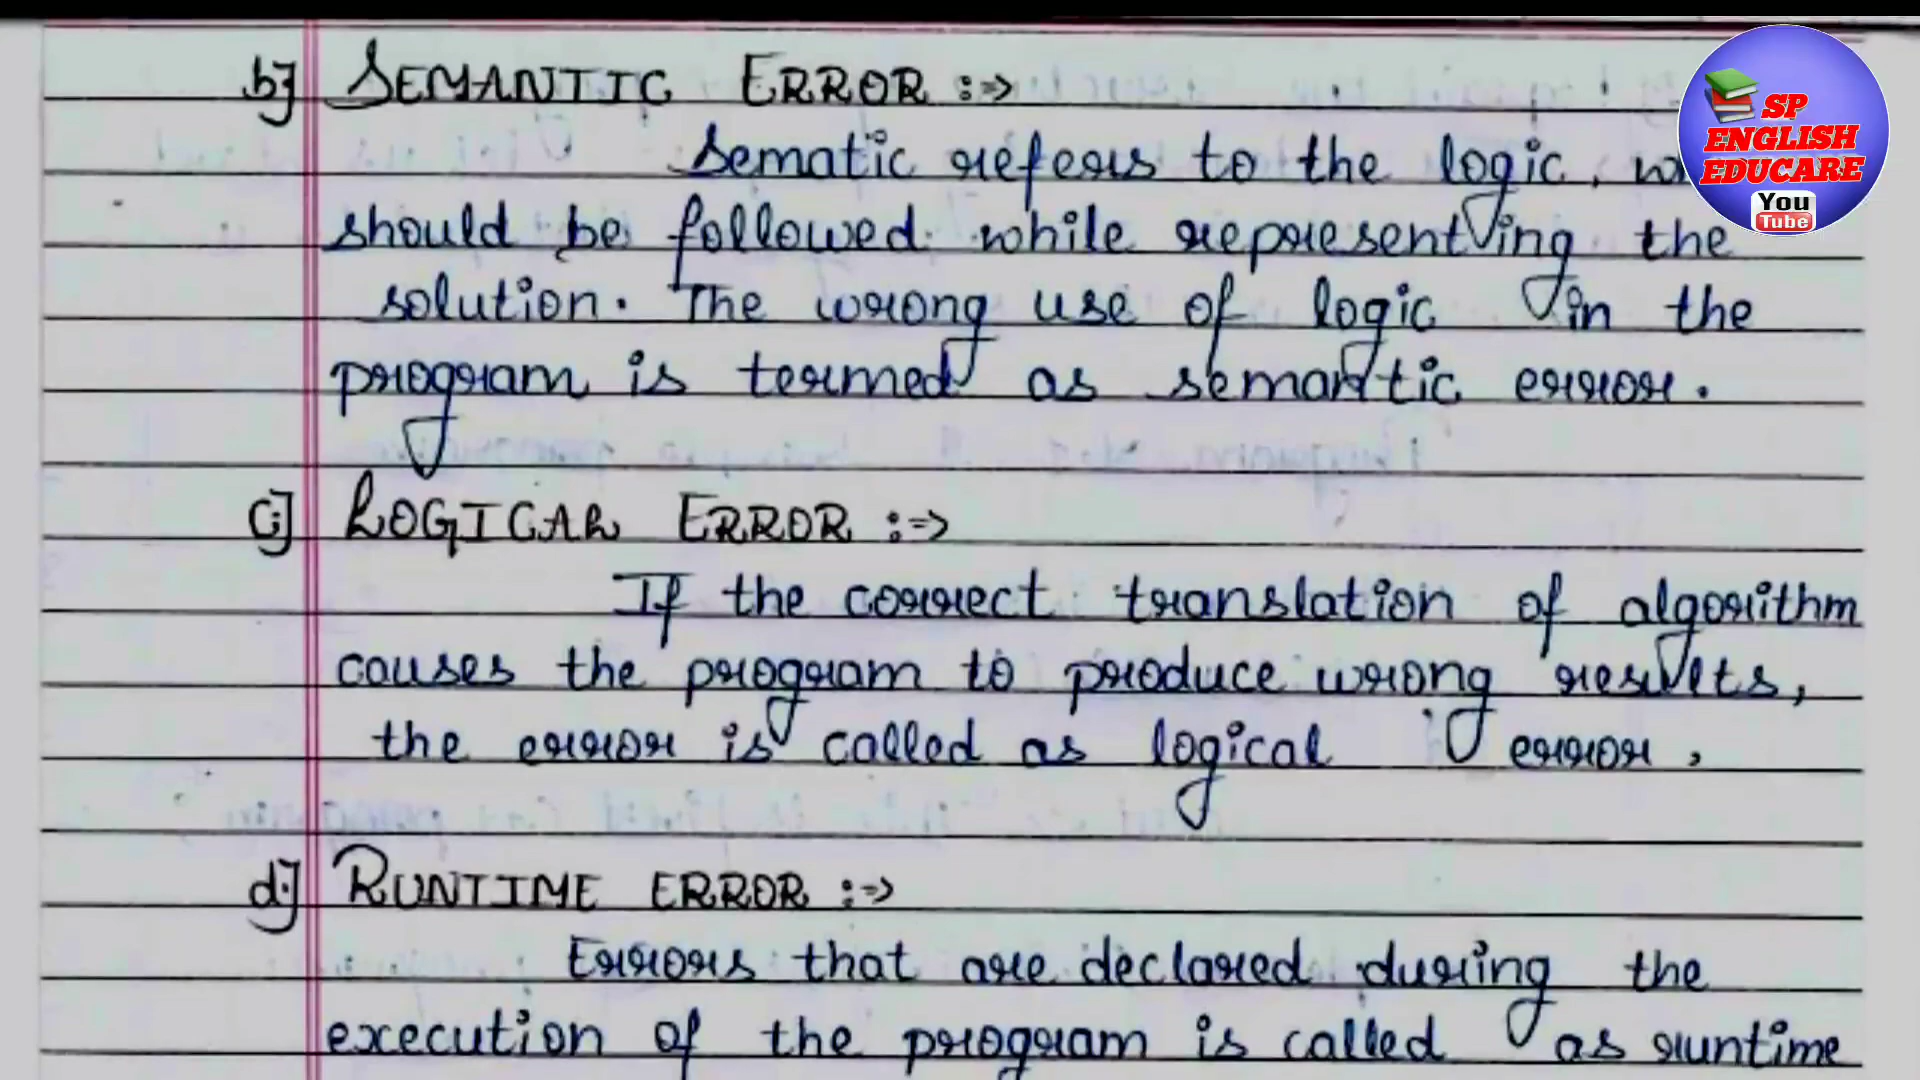 b] SEMANTIC ERROR :->
Sematic refers to the logic,
should be followed while representing the
solution. The wrong use of logic in the
program is termed as semantic error.
c] LOGICAL ERROR :=>
If the correct translation of algorithm
causes the program to produce wrong results,
the error is called as logical error,
d] RUNTIME ERROR :->
Errors that are declared during the
execution of the program is called as runtime
SP
ENGLISH
EDUCARE
You
Tube